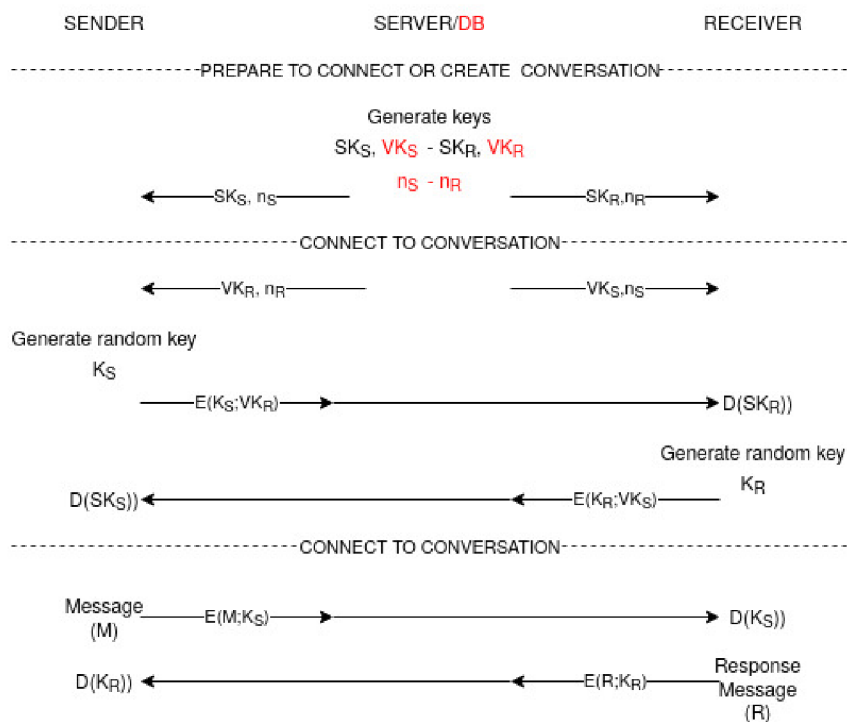 SENDER SERVER/DB RECEIVER
PREPARE TO CONNECT OR CREATE CONVERSATION
Generate keys
SKS, VKS - SKR, VKR
nS - nR
SKS, nS SKR,nR
CONNECT TO CONVERSATION
VKR, nR VKS,nS
Generate random key
KS
E(KS;VKR) D(SKR))
Generate random key
KR
D(SKS)) E(KR;VKS)
CONNECT TO CONVERSATION
Message
(M)
E(M;KS) D(KS))
D(KR)) E(R;KR)
Response
Message
(R)